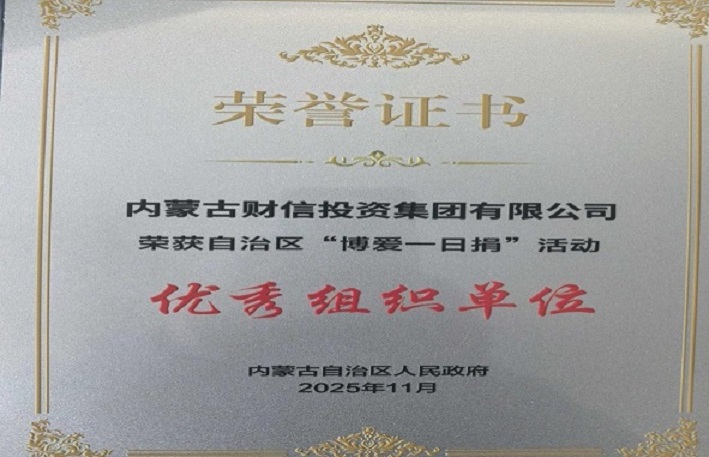 荣誉证书
内蒙古财信投资集团有限公司
荣获自治区“博爱一日捐”活动
优秀组织单位
内蒙古自治区人民政府
2025年11月